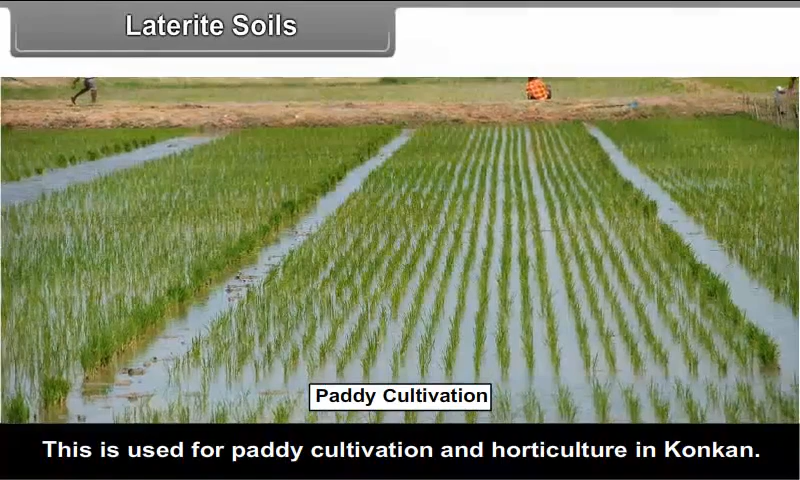 Laterite Soils
Paddy Cultivation
This is used for paddy cultivation and horticulture in Konkan.